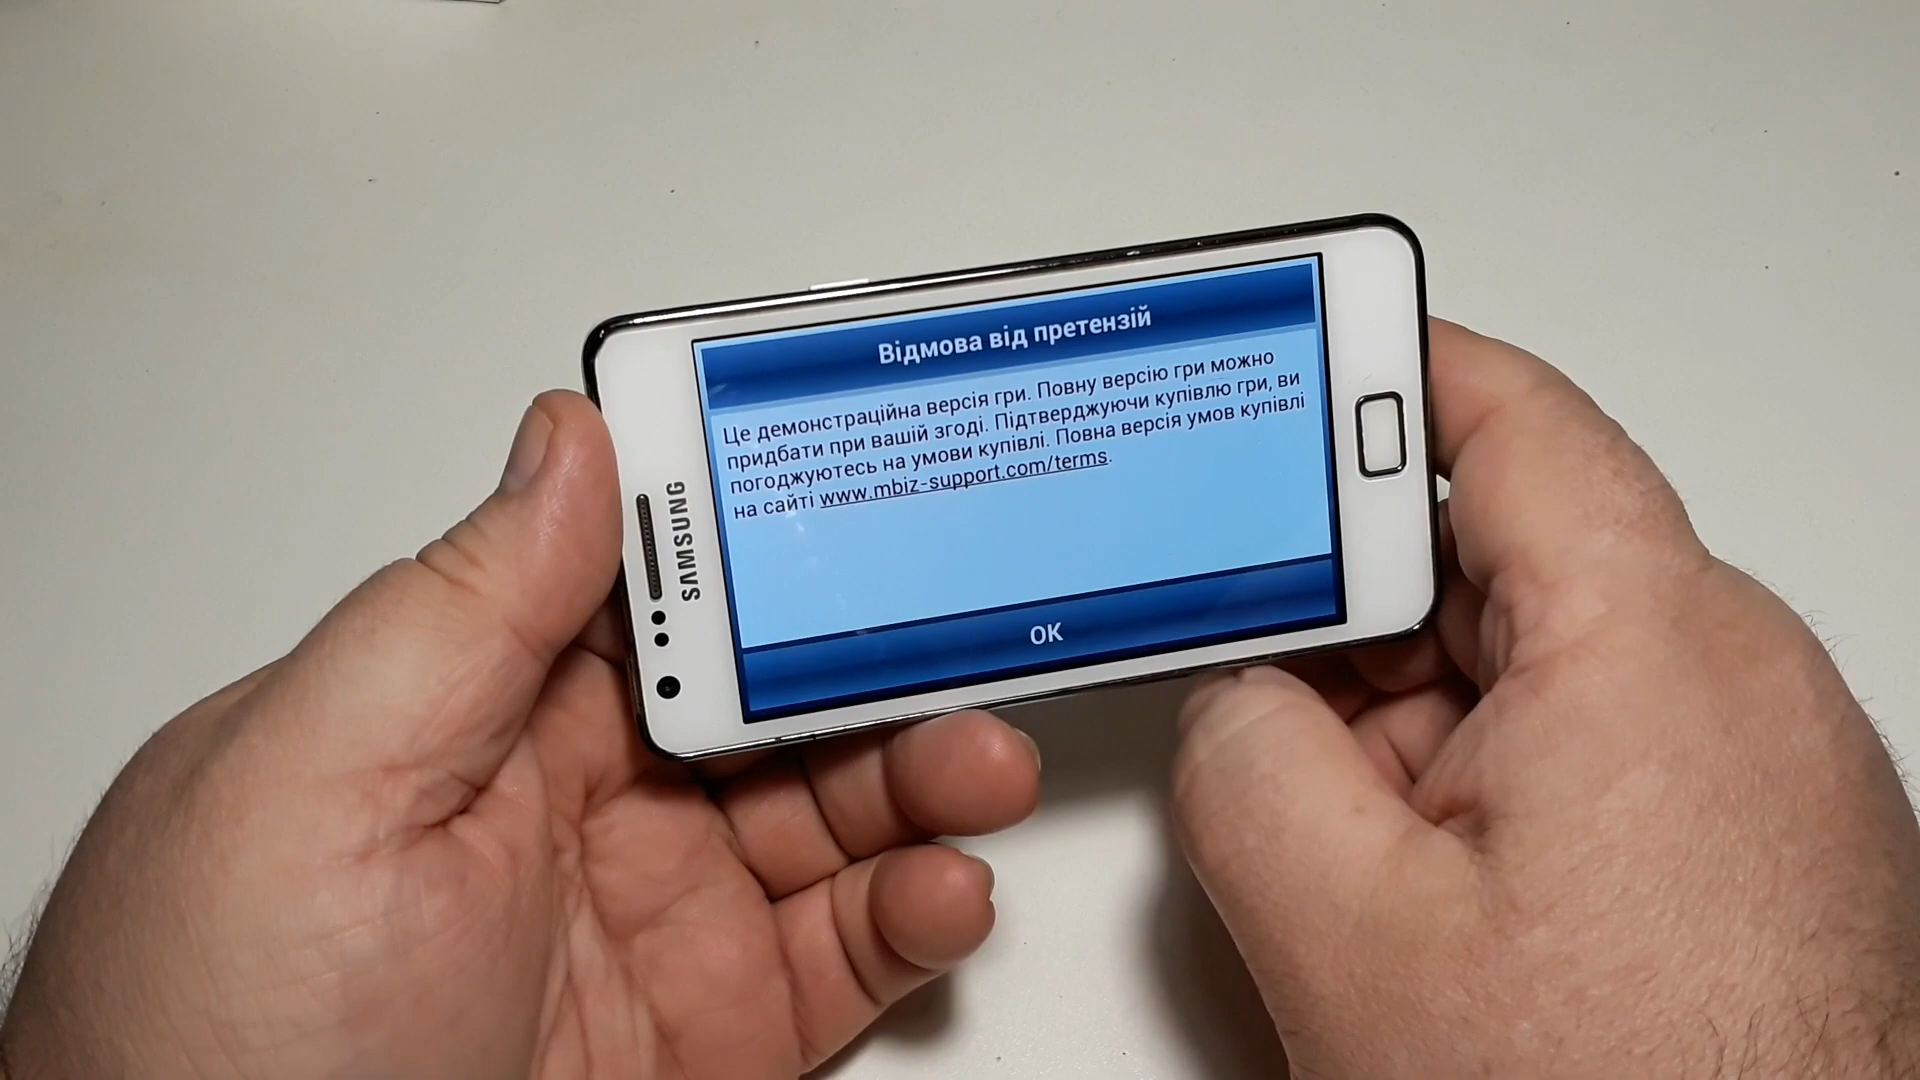 Відмова від претензій
Це демонстраційна версія гри. Повну версію гри можно
придбати при вашій згоді. Підтверджуючи купівлю гри, ви
погоджуютесь на умови купівлі. Повна версія умов купівлі
на сайті www.mbiz-support.com/terms.
OK
SAMSUNG